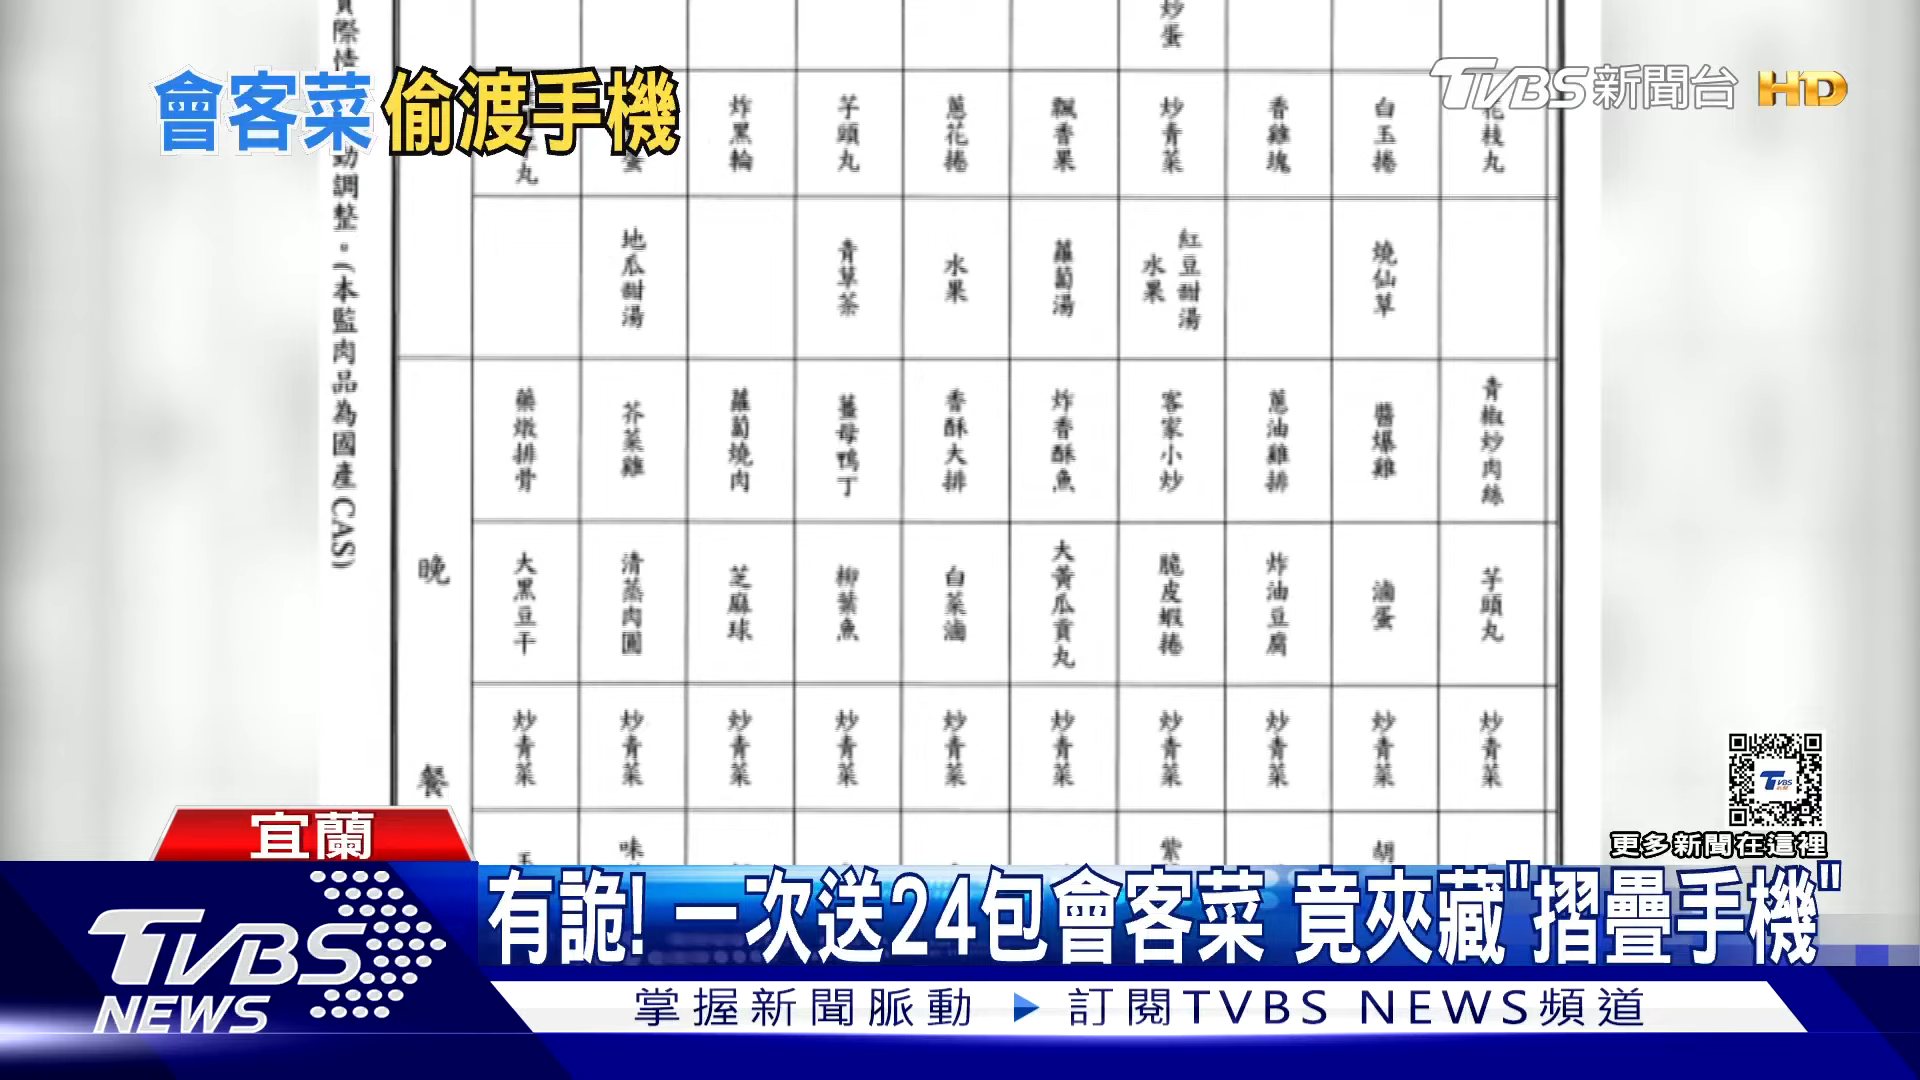 會客菜偷渡手機
TVBS新聞台 HD
動調整。(本監肉品為國產CAS)
炒蛋
炸黑輪
芋頭丸
蔥花捲
飄香果
炒青菜
香雞塊
白玉捲
花枝丸
地瓜甜湯
青草茶
水果
蘿蔔湯
紅豆甜湯
水果
燒仙草
晚餐
藥燉排骨
芥菜雞
蘿蔔燒肉
薑母鴨丁
香酥大排
炸香酥魚
客家小炒
蔥油雞排
醬爆雞
青椒炒肉絲
大黑豆干
清蒸肉圓
芝麻球
柳葉魚
白菜滷
大黃瓜貢丸
脆皮蝦捲
炸油豆腐
滷蛋
芋頭丸
炒青菜
炒青菜
炒青菜
炒青菜
炒青菜
炒青菜
炒青菜
炒青菜
炒青菜
炒青菜
味
紫
胡
TVBS
更多新聞在這裡
宜蘭
有詭! 一次送24包會客菜 竟夾藏"摺疊手機"
TVBS NEWS
掌握新聞脈動 ▶ 訂閱TVBS NEWS頻道